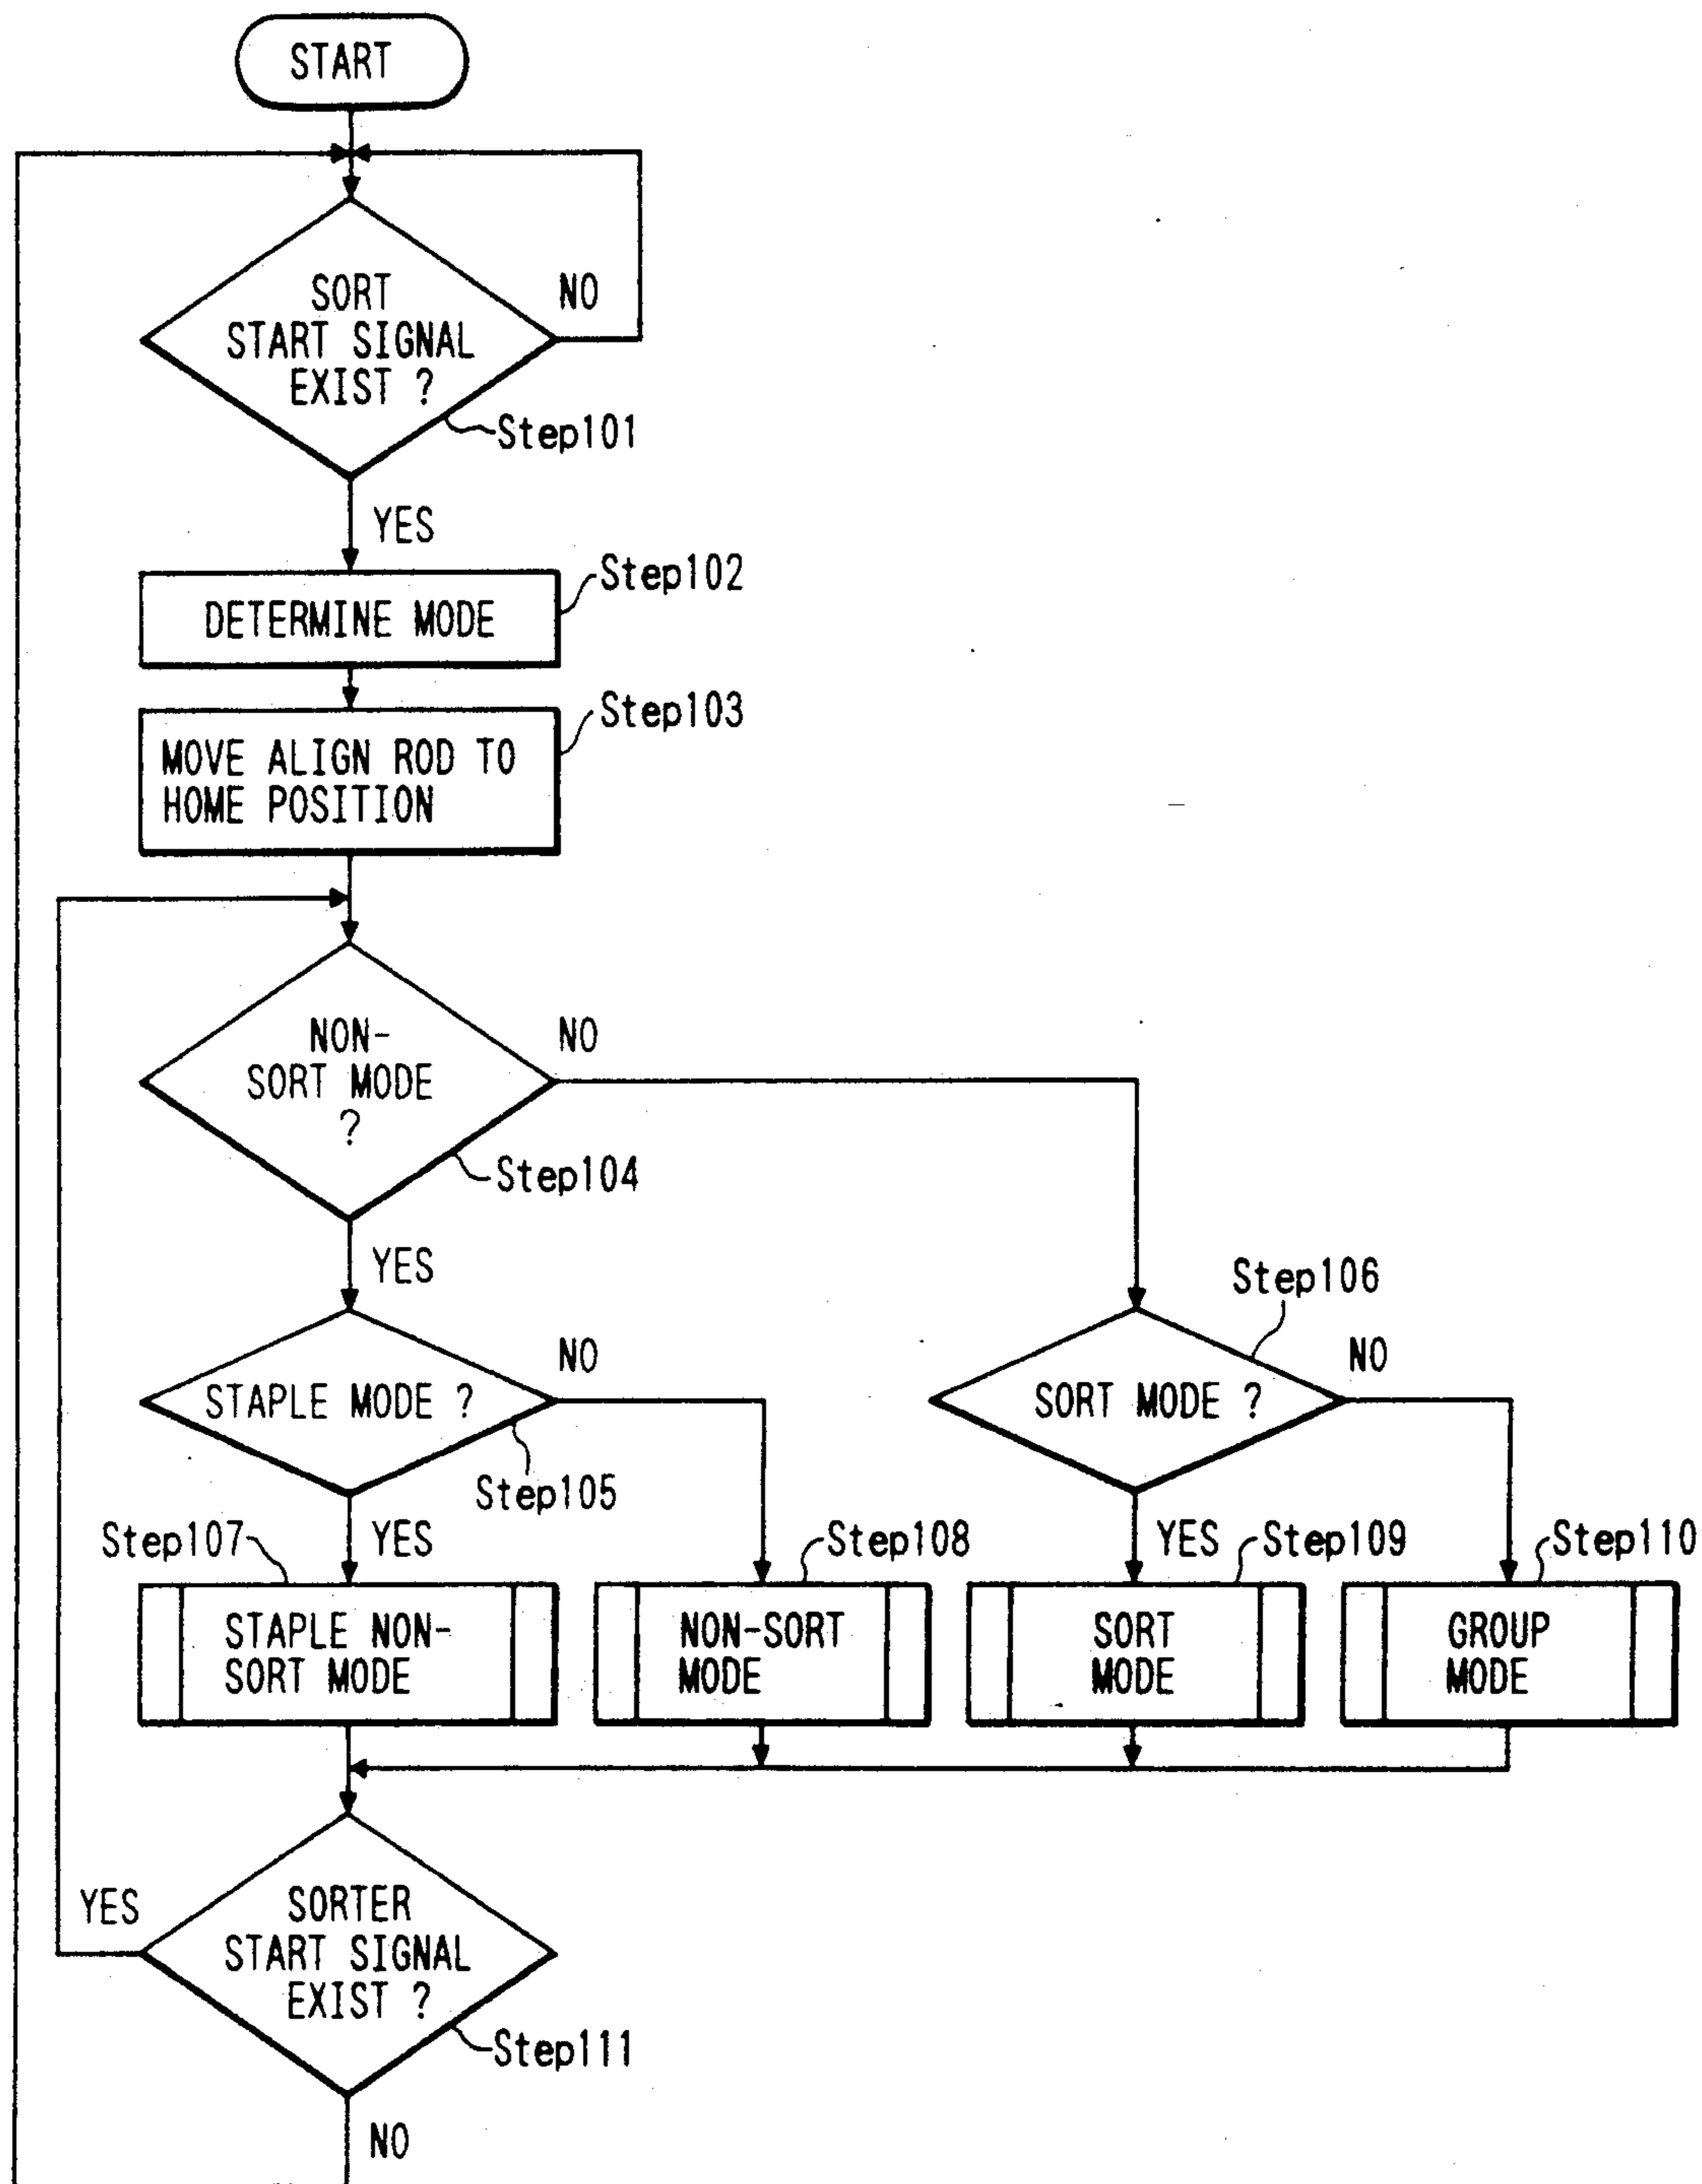 START
SORT
START SIGNAL
EXIST ?
NO
Step101
YES
Step102
DETERMINE MODE
Step103
MOVE ALIGN ROD TO
HOME POSITION
NON-
SORT MODE
?
NO
Step104
YES
Step106
STAPLE MODE ?
NO
SORT MODE ?
NO
Step105
Step107
YES
Step108
YES
Step109
Step110
STAPLE NON-
SORT MODE
NON-SORT
MODE
SORT
MODE
GROUP
MODE
YES
SORTER
START SIGNAL
EXIST ?
Step111
NO